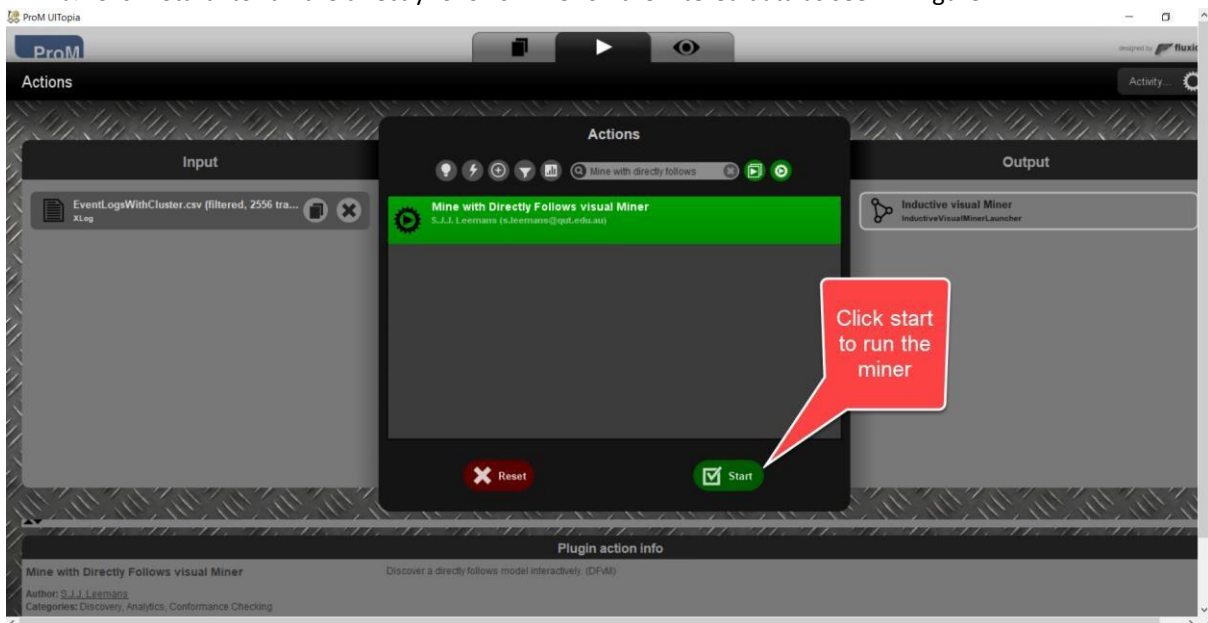 ProM UITopia
ProM
designed by fluxic
Actions
Activity...
Input
EventLogsWithCluster.csv (filtered, 2556 tra...
XLog
Actions
Mine with directly follows
Mine with Directly Follows visual Miner
S.J.J. Leemans (s.leemans@qut.edu.au)
Click start
to run the
miner
Reset
Start
Output
Inductive visual Miner
InductiveVisualMinerLauncher
Plugin action info
Mine with Directly Follows visual Miner
Discover a directly follows model interactively. (DFvM)
Author: S.J.J. Leemans
Categories: Discovery, Analytics, Conformance Checking